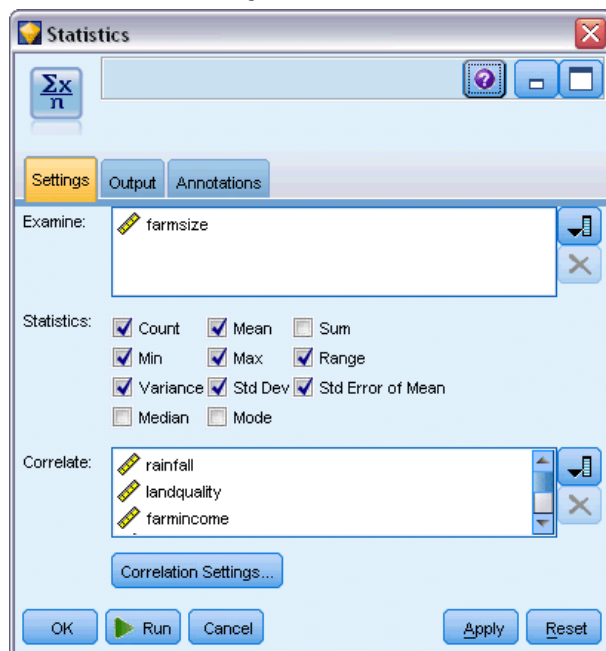 Statistics
Σx
n
?
Settings Output Annotations
Examine: farmsize
Statistics: Count Mean Sum
Min Max Range
Variance Std Dev Std Error of Mean
Median Mode
Correlate: rainfall
landquality
farmincome
Correlation Settings...
OK Run Cancel Apply Reset